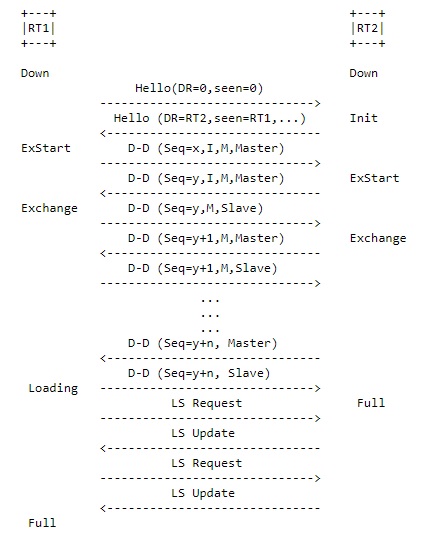 +---+ +---+
|RT1| |RT2|
+---+ +---+
Down Down
Hello(DR=0,seen=0)
------------------------------>
Hello (DR=RT2,seen=RT1,...) Init
<------------------------------
ExStart D-D (Seq=x,I,M,Master)
------------------------------>
D-D (Seq=y,I,M,Master) ExStart
<------------------------------
Exchange D-D (Seq=y,M,Slave)
------------------------------>
D-D (Seq=y+1,M,Master) Exchange
<------------------------------
D-D (Seq=y+1,M,Slave)
------------------------------>
...
...
...
D-D (Seq=y+n, Master)
<------------------------------
D-D (Seq=y+n, Slave)
Loading ------------------------------>
LS Request Full
------------------------------>
LS Update
<------------------------------
LS Request
------------------------------>
LS Update
<------------------------------
Full